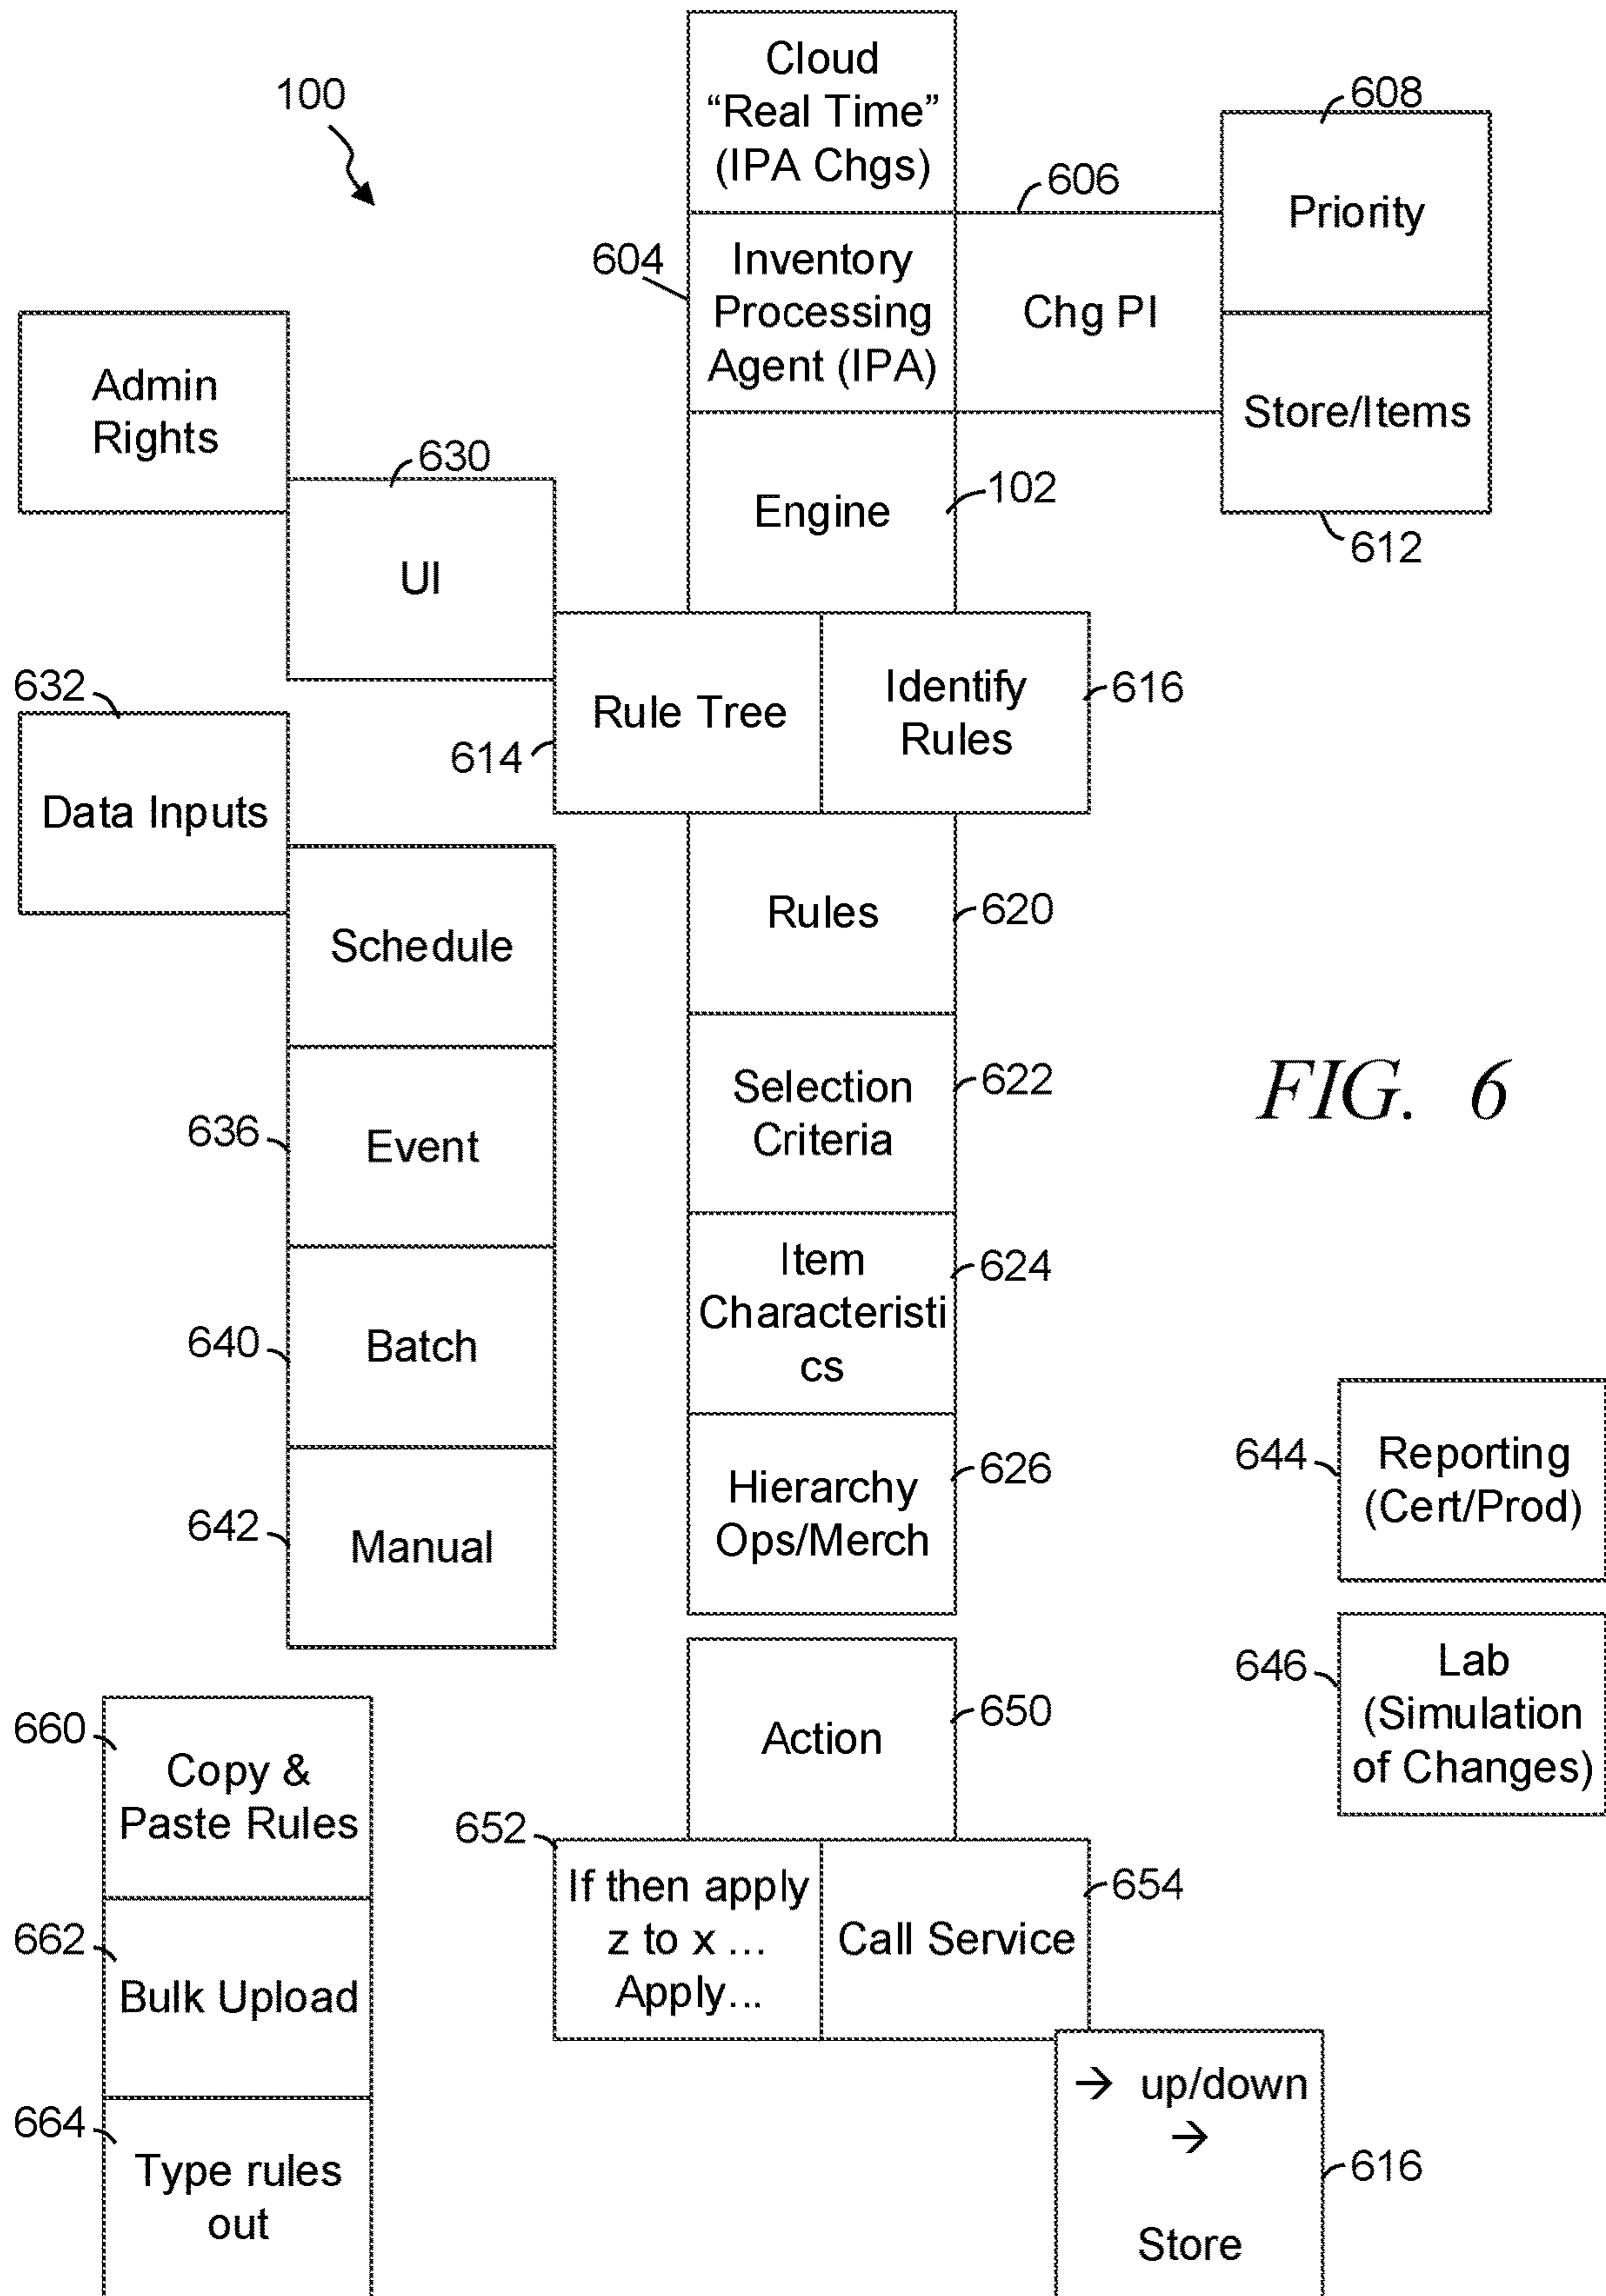 Cloud
“Real Time”
(IPA Chgs)
100
608
Priority
606
604
Inventory
Processing
Agent (IPA)
Chg PI
Admin
Rights
Store/Items
630
102
Engine
612
UI
632
Rule Tree
Identify
Rules
616
614
Data Inputs
Rules
620
Schedule
FIG. 6
Selection
Criteria
622
636
Event
Item
Characteristi
cs
624
640
Batch
644
Reporting
(Cert/Prod)
Hierarchy
Ops/Merch
626
642
Manual
646
Lab
(Simulation
of Changes)
660
Copy &
Paste Rules
Action
650
652
If then apply
z to x ...
Apply...
Call Service
654
662
Bulk Upload
→ up/down
→
Store
616
664
Type rules
out